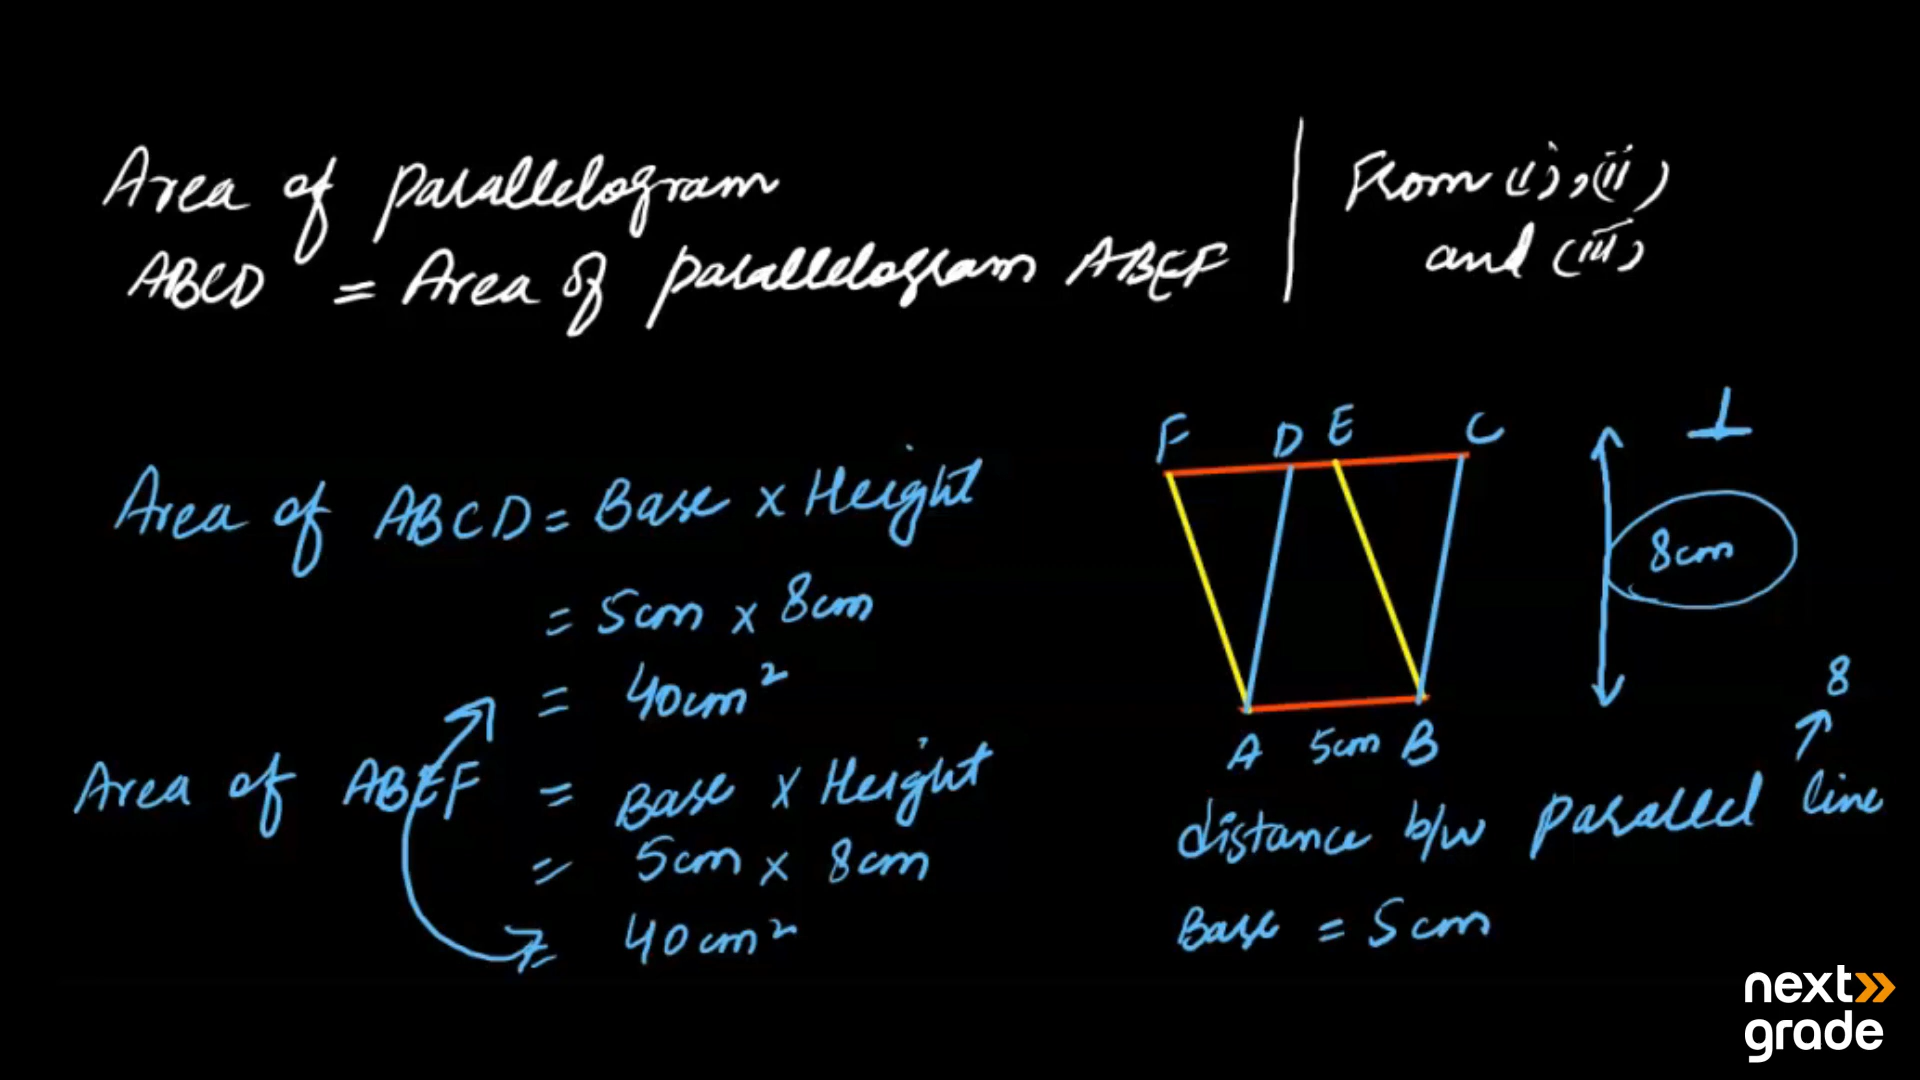 Area of parallelogram
ABCD = Area of parallelogram ABEF
From (i), (ii)
and (iii)
Area of ABCD = Base x Height
= 5cm x 8cm
= 40cm²
Area of ABEF = Base x Height
= 5cm x 8cm
= 40cm²
F D E C
⊥
8cm
A 5cm B
8
distance b/w parallel line
Base = 5cm
next
grade